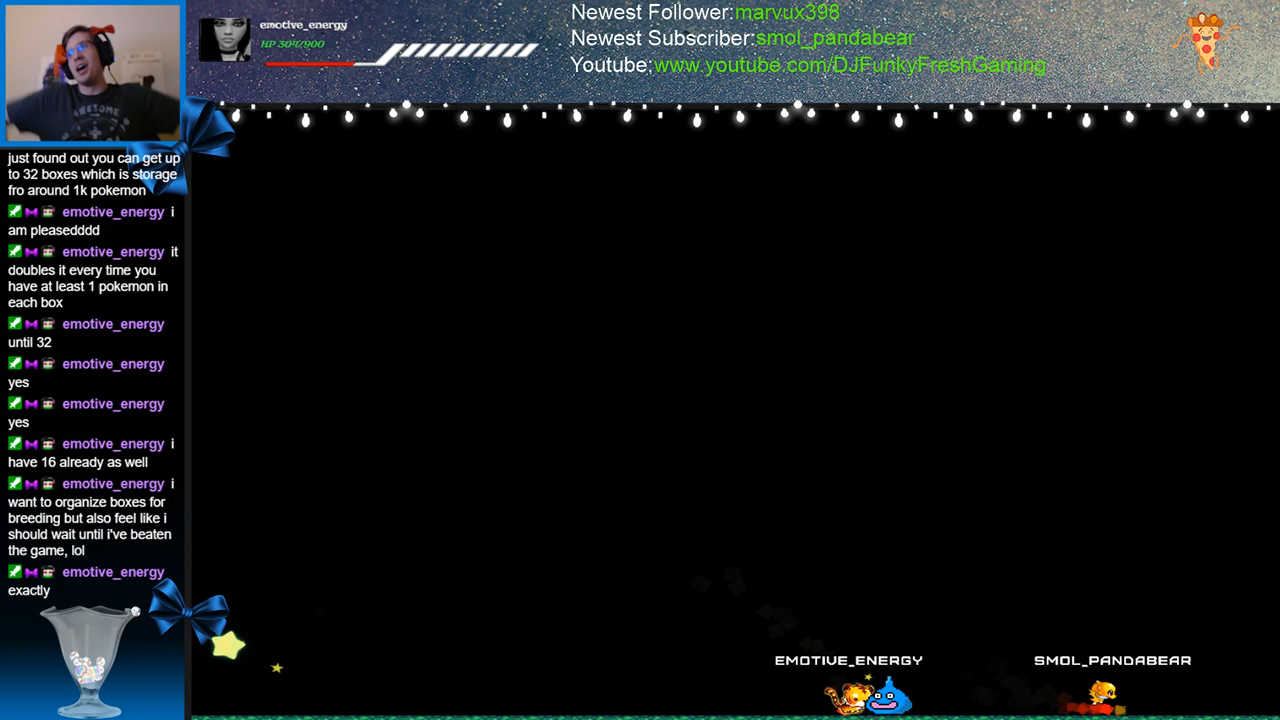 emotive_energy
HP 304/900
Newest Follower:marvux398
Newest Subscriber:smol_pandabear
Youtube;www.youtube.com/DJFunkyFreshGaming
AWESOME
just found out you can get up
to 32 boxes which is storage
fro around 1k pokemon
emotive_energy i
am pleasedddd
emotive_energy it
doubles it every time you
have at least 1 pokemon in
each box
emotive_energy
until 32
emotive_energy
yes
emotive_energy
yes
emotive_energy i
have 16 already as well
emotive_energy i
want to organize boxes for
breeding but also feel like i
should wait until i've beaten
the game, lol
emotive_energy
exactly
EMOTIVE_ENERGY
SMOL_PANDABEAR